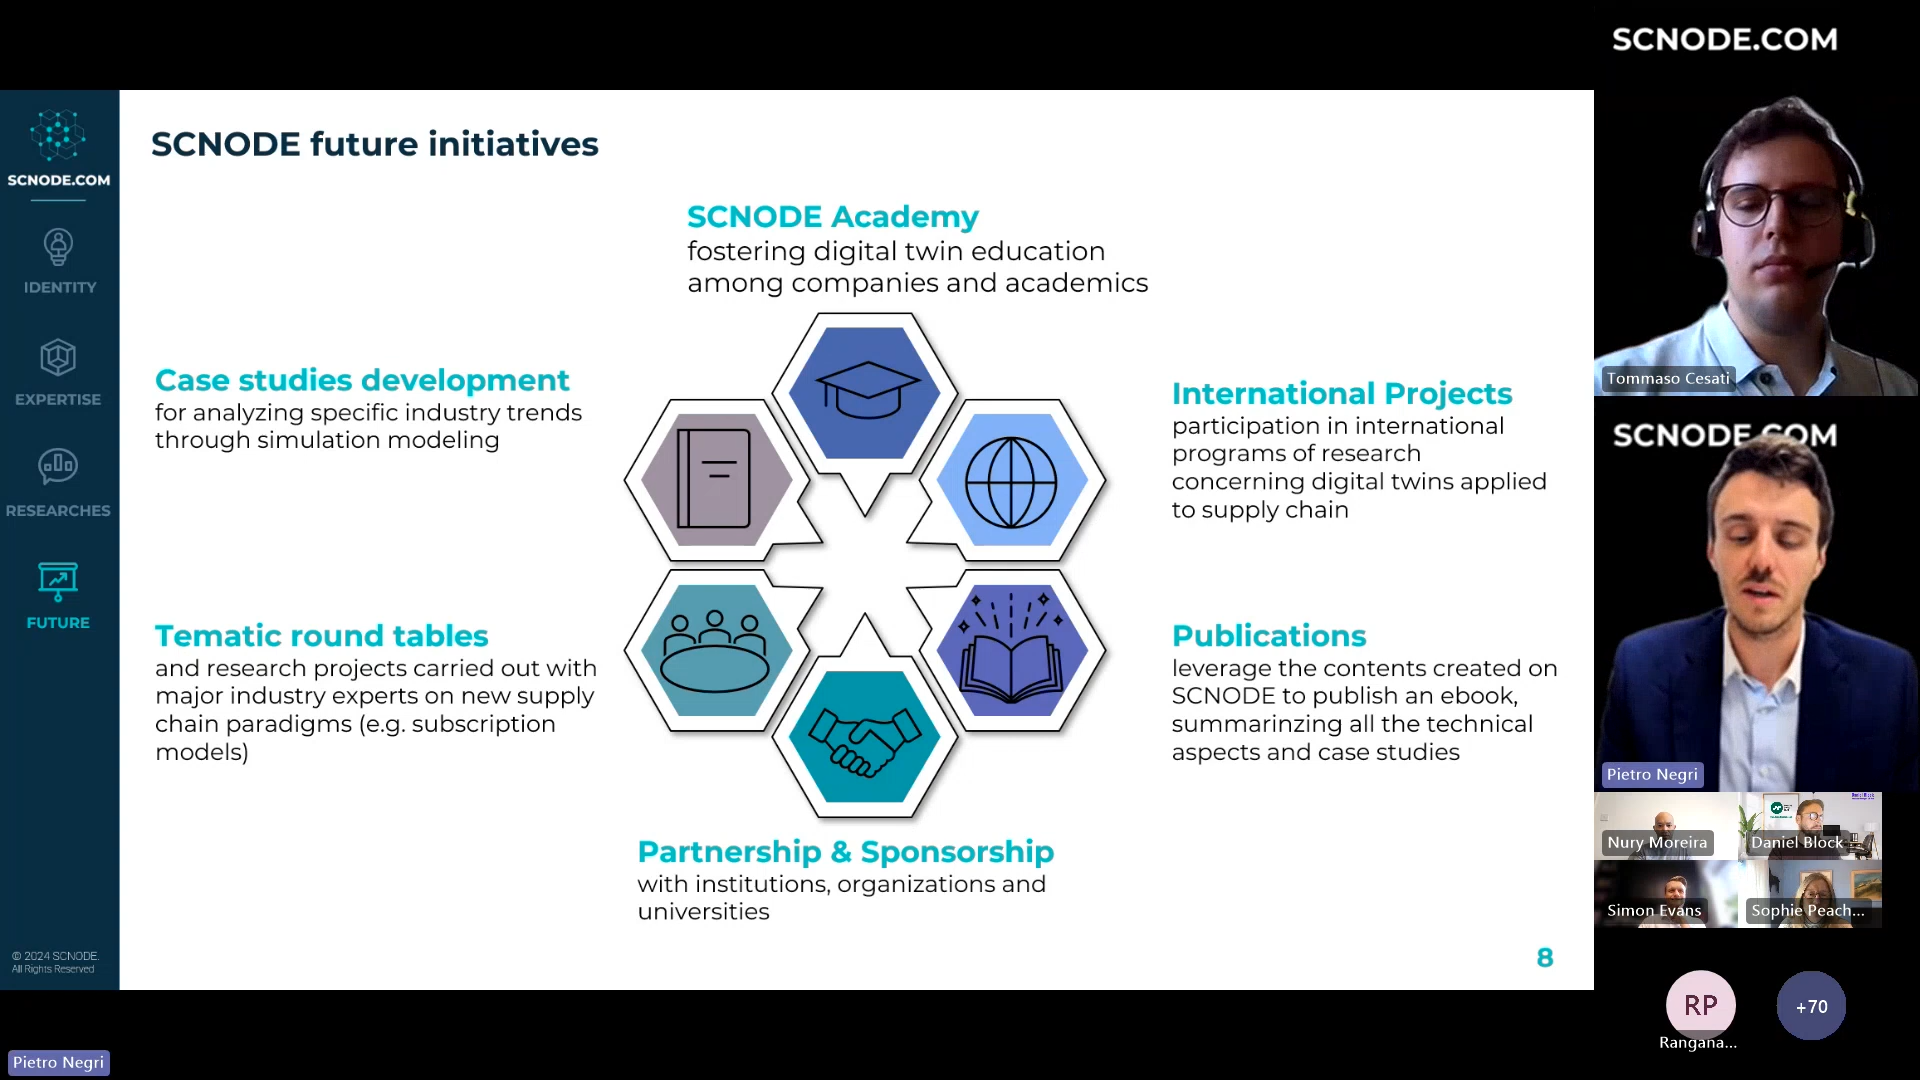 SCNODE.COM
IDENTITY
EXPERTISE
RESEARCHES
FUTURE
© 2024 SCNODE.
All Rights Reserved
SCNODE future initiatives
SCNODE Academy
fostering digital twin education
among companies and academics
Case studies development
for analyzing specific industry trends
through simulation modeling
International Projects
participation in international
programs of research
concerning digital twins applied
to supply chain
Tematic round tables
and research projects carried out with
major industry experts on new supply
chain paradigms (e.g. subscription
models)
Publications
leverage the contents created on
SCNODE to publish an ebook,
summarinzing all the technical
aspects and case studies
Partnership & Sponsorship
with institutions, organizations and
universities
8
Pietro Negri
SCNODE.COM
Tommaso Cesati
SCNODE.COM
Pietro Negri
Nury Moreira
Daniel Block
Simon Evans
Sophie Peach...
RP
Rangana...
+70